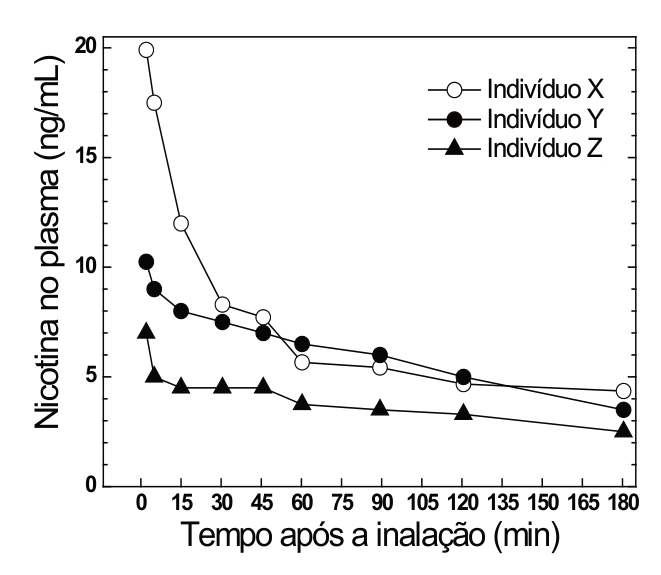 Nicotina no plasma (ng/mL)
20
15
10
5
0
Indivíduo X
Indivíduo Y
Indivíduo Z
0 15 30 45 60 75 90 105 120 135 150 165 180
Tempo após a inalação (min)